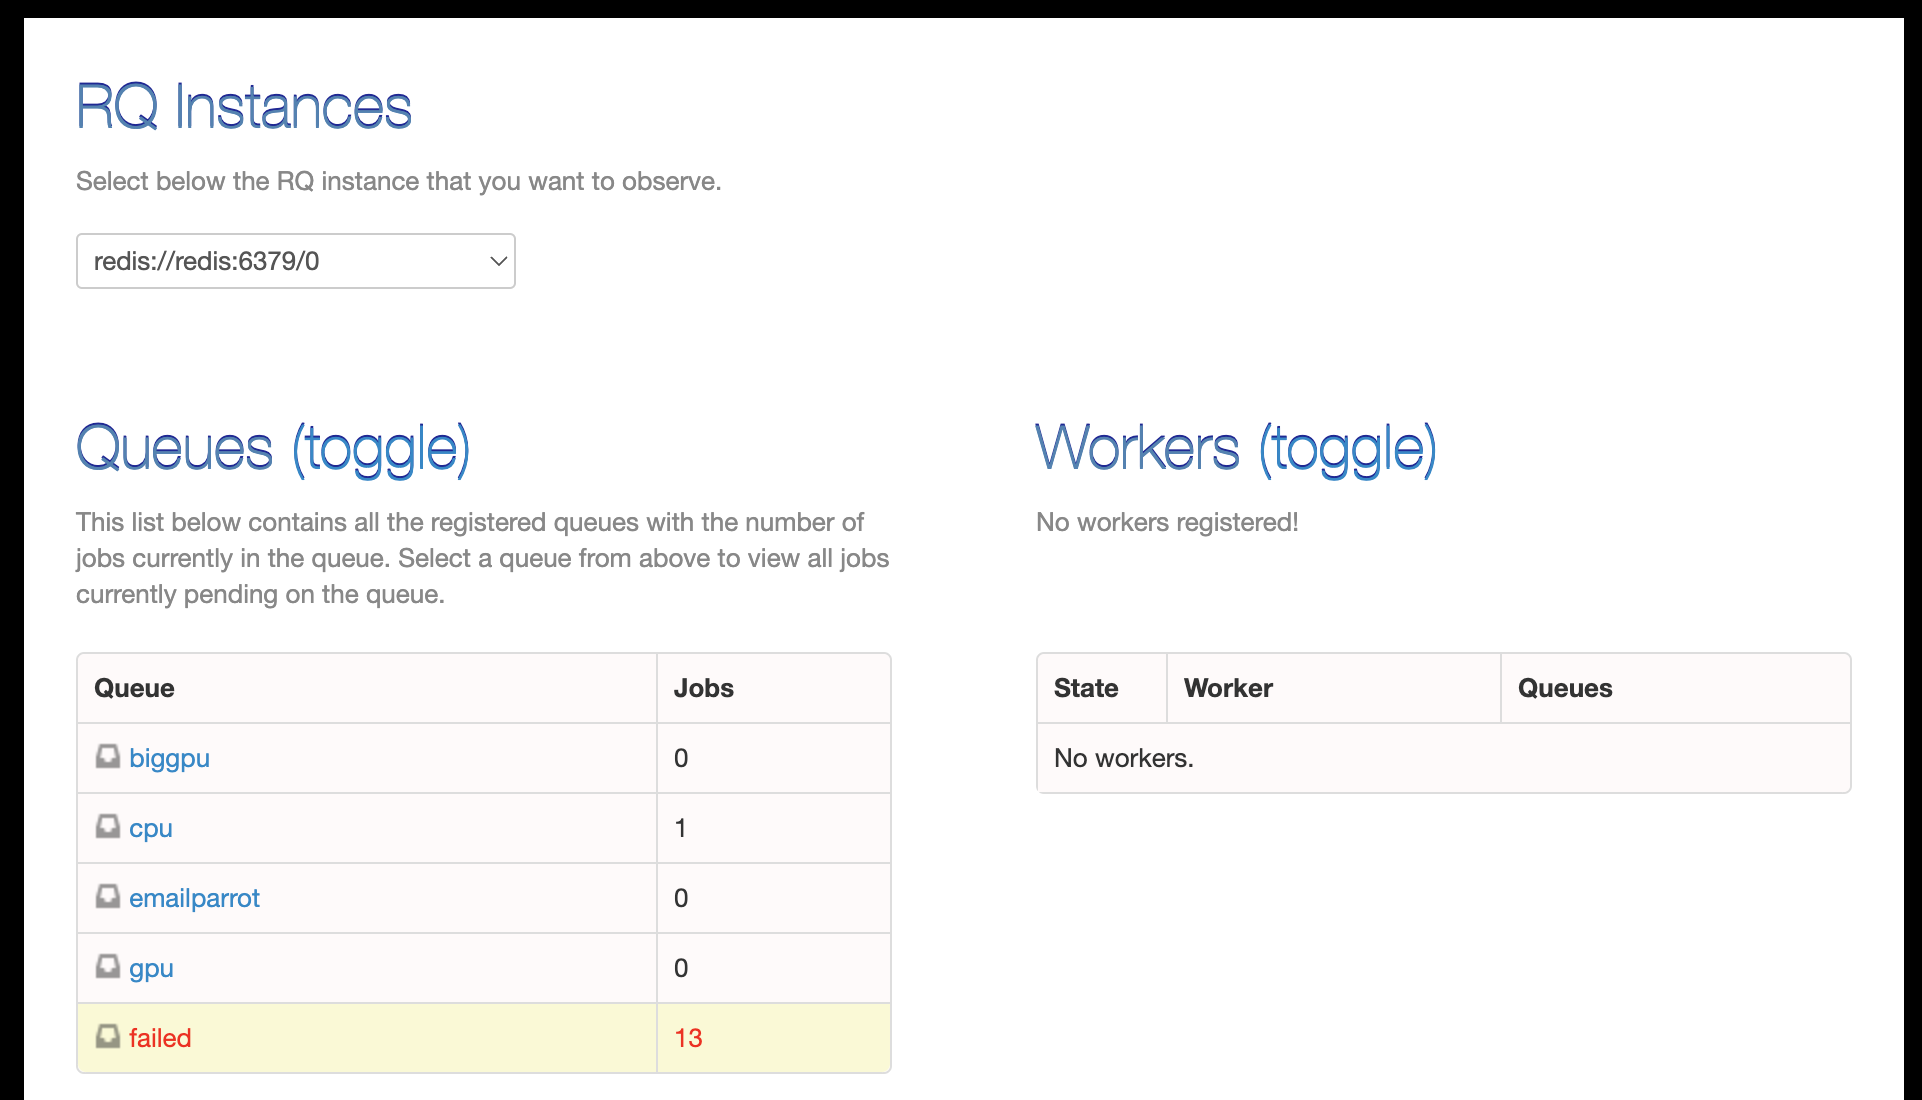 RQ Instances
Select below the RQ instance that you want to observe.
redis://redis:6379/0
Queues (toggle)
This list below contains all the registered queues with the number of
jobs currently in the queue. Select a queue from above to view all jobs
currently pending on the queue.
Queue Jobs
biggpu 0
cpu 1
emailparrot 0
gpu 0
failed 13
Workers (toggle)
No workers registered!
State Worker Queues
No workers.